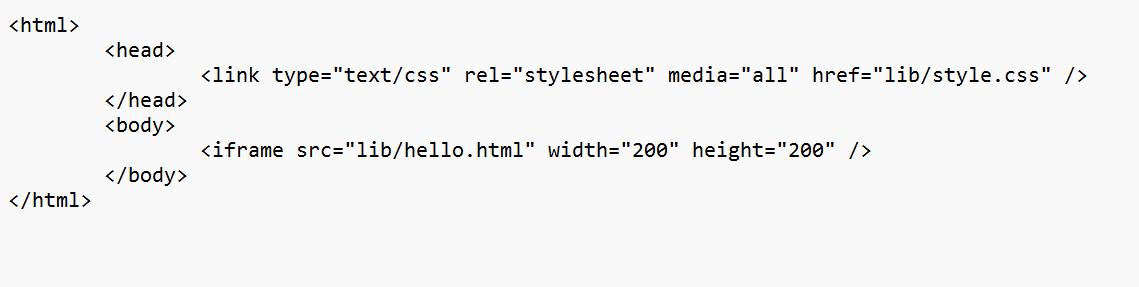 <html>
<head>
<link type="text/css" rel="stylesheet" media="all" href="lib/style.css" />
</head>
<body>
<iframe src="lib/hello.html" width="200" height="200" />
</body>
</html>